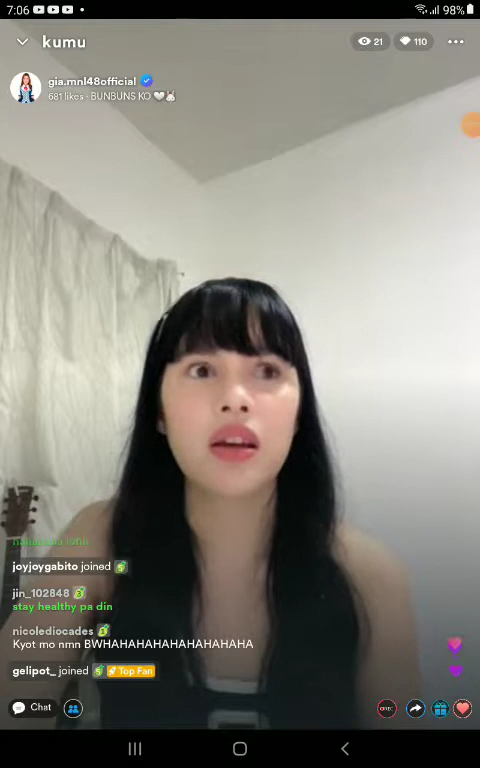 7:06
98%
kumu
21
110
gia.mnl48official
681 likes · BUNBUNS KO
joyjoygabito joined
jin_102848
stay healthy pa din
nicolediocades
Kyot mo nmn BWHAHAHAHAHAHAHAHAHA
gelipot_ joined Top Fan
Chat